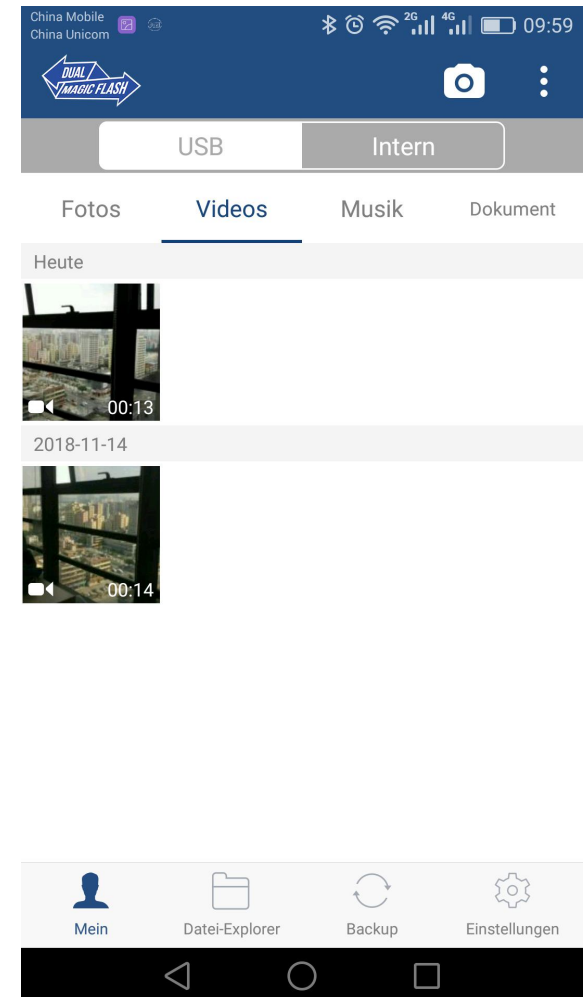 China Mobile
China Unicom
2G
4G
09:59
DUAL
MAGIC FLASH
USB
Intern
Fotos
Videos
Musik
Dokument
Heute
00:13
2018-11-14
00:14
Mein
Datei-Explorer
Backup
Einstellungen